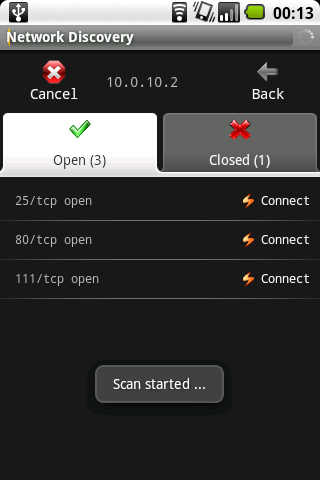 00:13
Network Discovery
Cancel
10.0.10.2
Back
Open (3)
Closed (1)
25/tcp open
Connect
80/tcp open
Connect
111/tcp open
Connect
Scan started ...